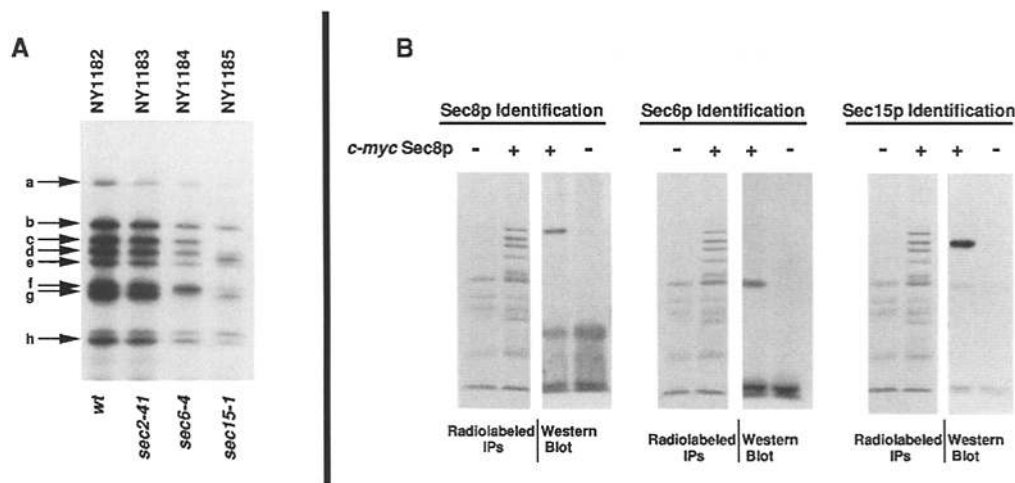 A
NY1182
NY1183
NY1184
NY1185
a
b
c
d
e
f
g
h
wt
sec2-41
sec6-4
sec15-1
B
Sec8p Identification
Sec6p Identification
Sec15p Identification
c-myc Sec8p
- + + -
- + + -
- + + -
Radiolabeled IPs
Western Blot
Radiolabeled IPs
Western Blot
Radiolabeled IPs
Western Blot